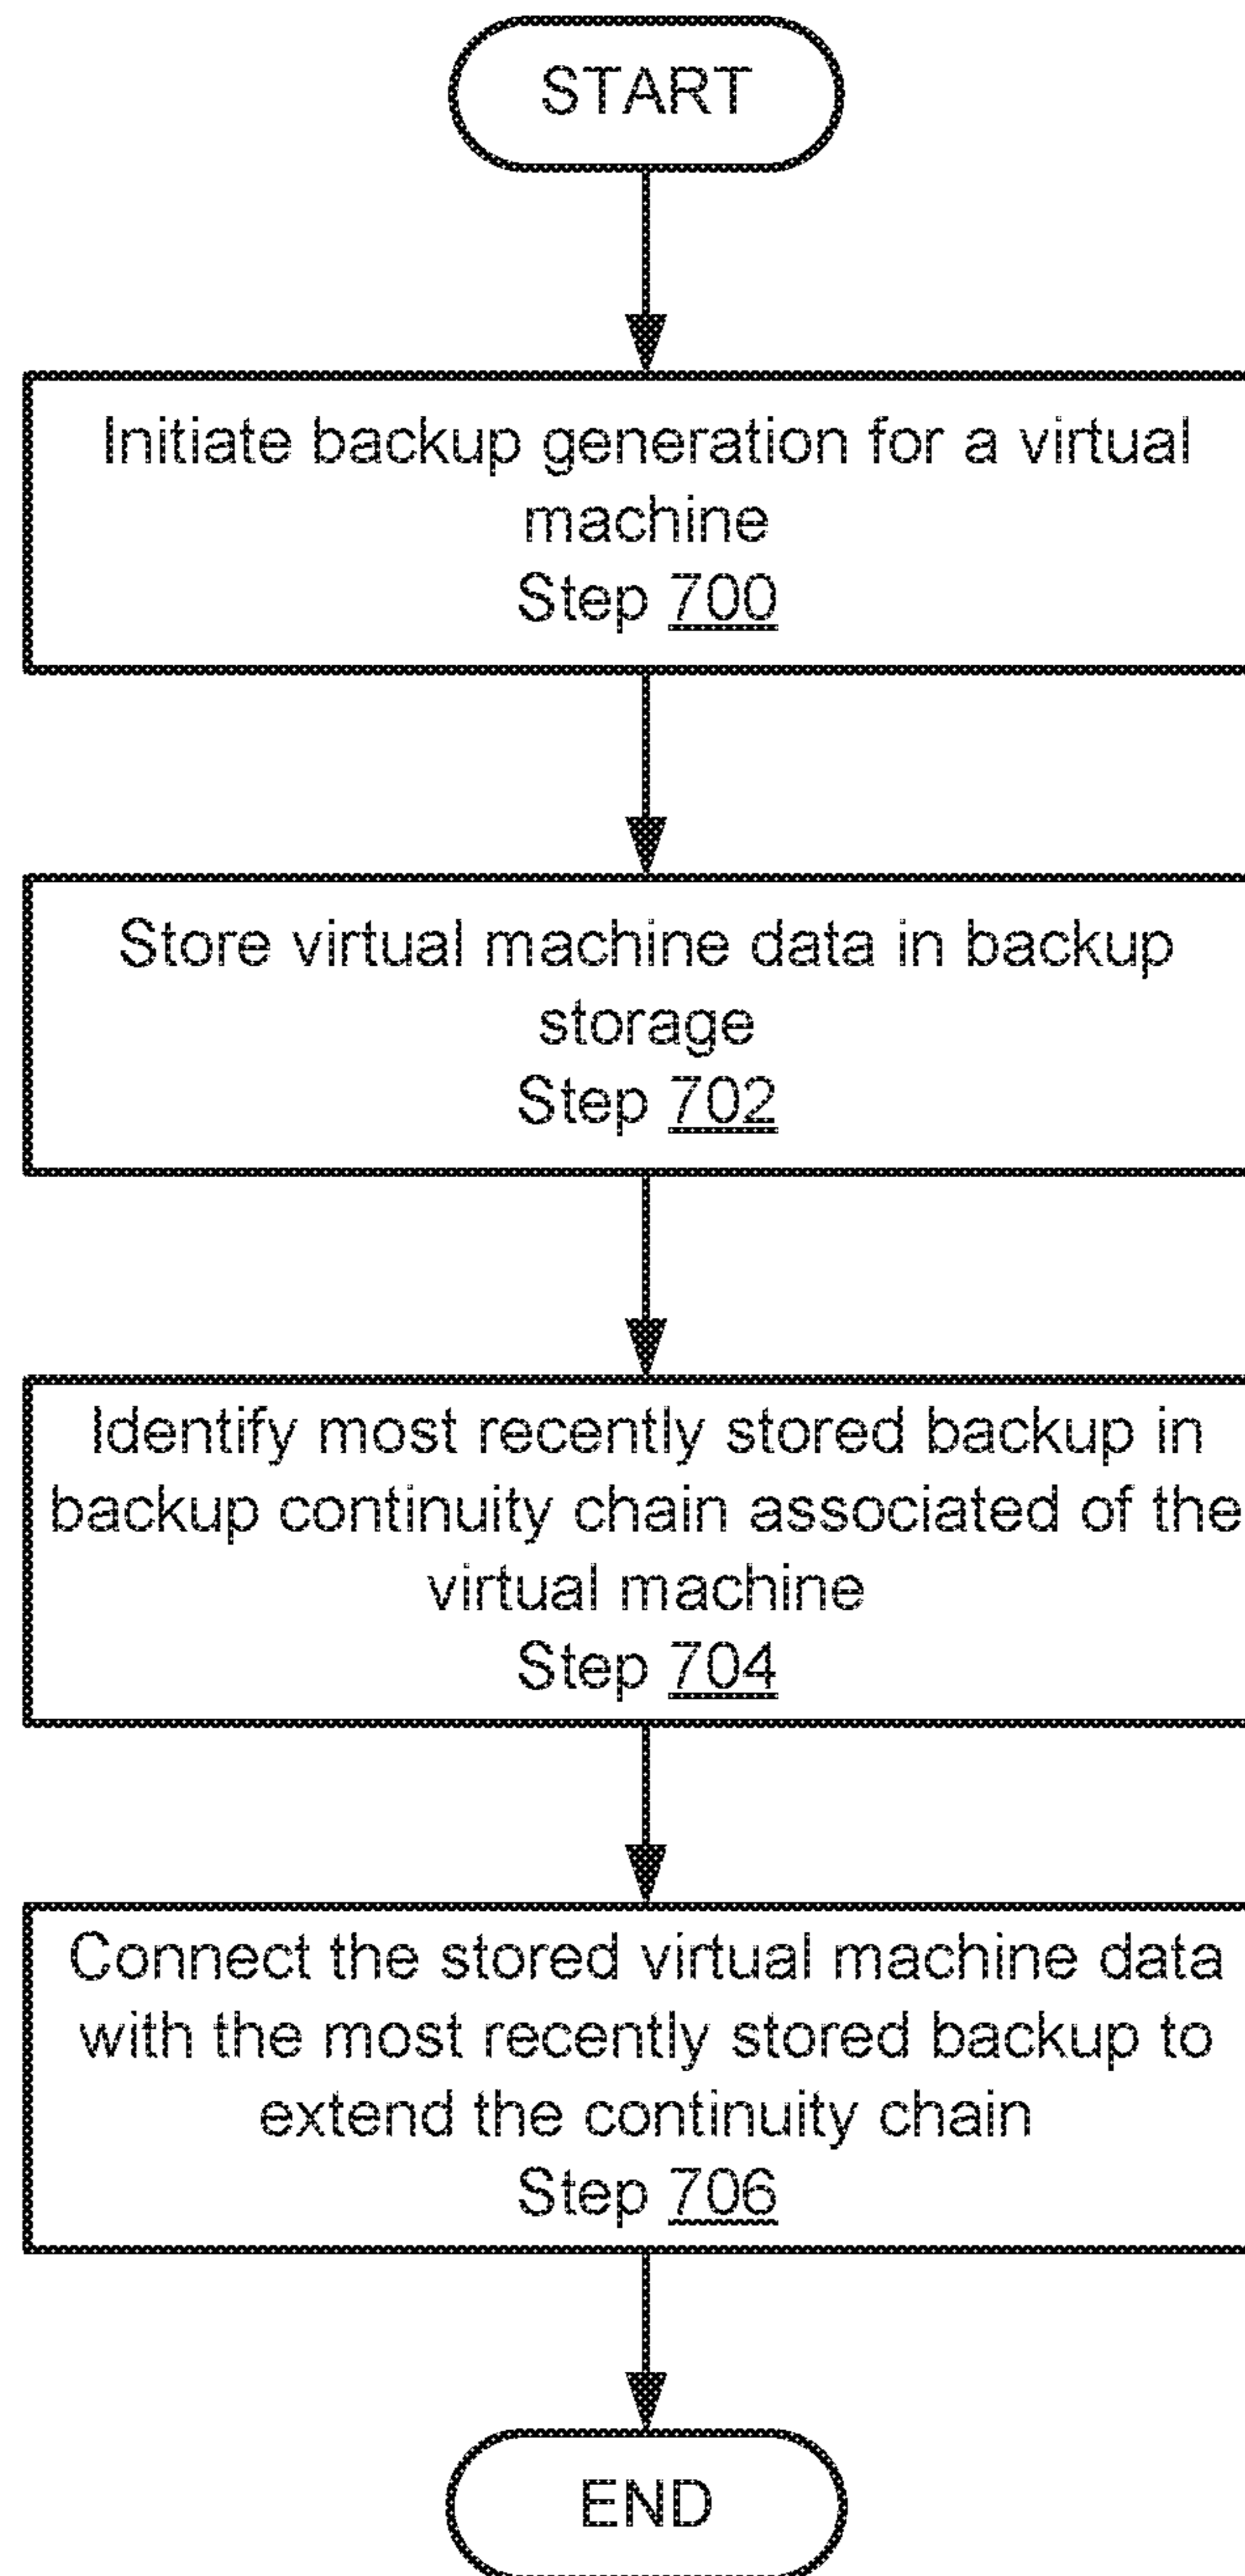 START
Initiate backup generation for a virtual
machine
Step 700
Store virtual machine data in backup
storage
Step 702
Identify most recently stored backup in
backup continuity chain associated of the
virtual machine
Step 704
Connect the stored virtual machine data
with the most recently stored backup to
extend the continuity chain
Step 706
END